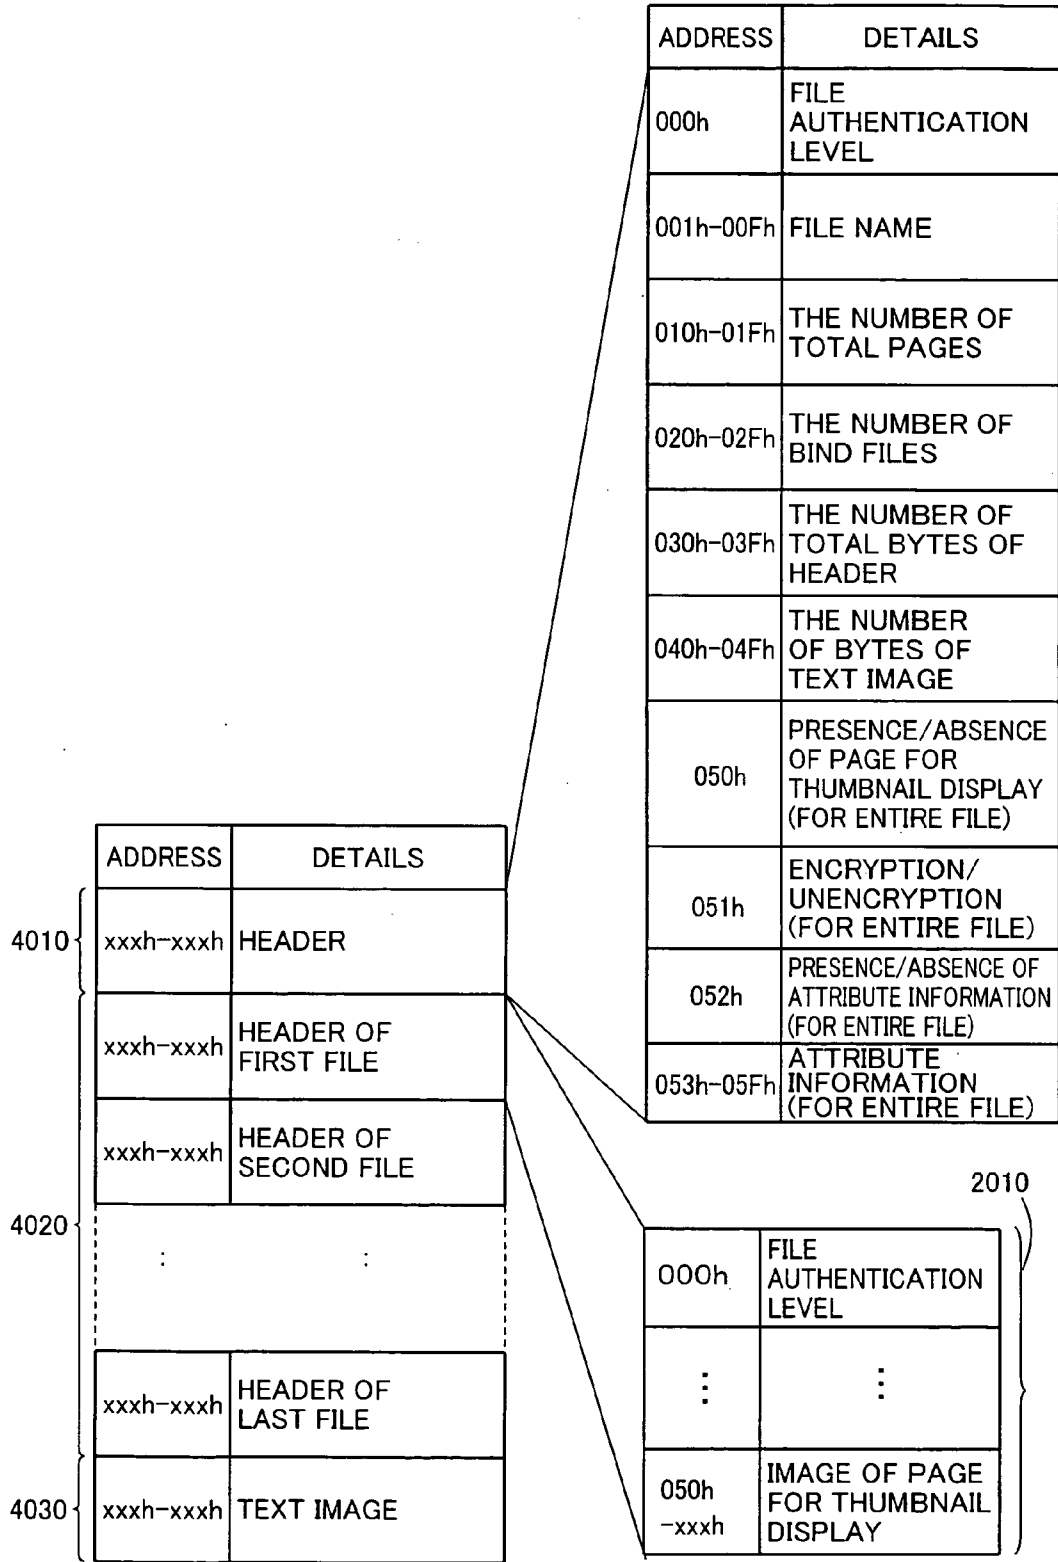 ADDRESS DETAILS
000h FILE
AUTHENTICATION
LEVEL
001h-00Fh FILE NAME
010h-01Fh THE NUMBER OF
TOTAL PAGES
020h-02Fh THE NUMBER OF
BIND FILES
030h-03Fh THE NUMBER OF
TOTAL BYTES OF
HEADER
040h-04Fh THE NUMBER
OF BYTES OF
TEXT IMAGE
050h PRESENCE/ABSENCE
OF PAGE FOR
THUMBNAIL DISPLAY
(FOR ENTIRE FILE)
051h ENCRYPTION/
UNENCRYPTION
(FOR ENTIRE FILE)
052h PRESENCE/ABSENCE OF
ATTRIBUTE INFORMATION
(FOR ENTIRE FILE)
053h-05Fh ATTRIBUTE
INFORMATION
(FOR ENTIRE FILE)
ADDRESS DETAILS
4010 xxxh-xxxh HEADER
xxxh-xxxh HEADER OF
FIRST FILE
xxxh-xxxh HEADER OF
SECOND FILE
4020
: :
xxxh-xxxh HEADER OF
LAST FILE
4030 xxxh-xxxh TEXT IMAGE
2010
000h FILE
AUTHENTICATION
LEVEL
⋮ ⋮
050h
-xxxh IMAGE OF PAGE
FOR THUMBNAIL
DISPLAY